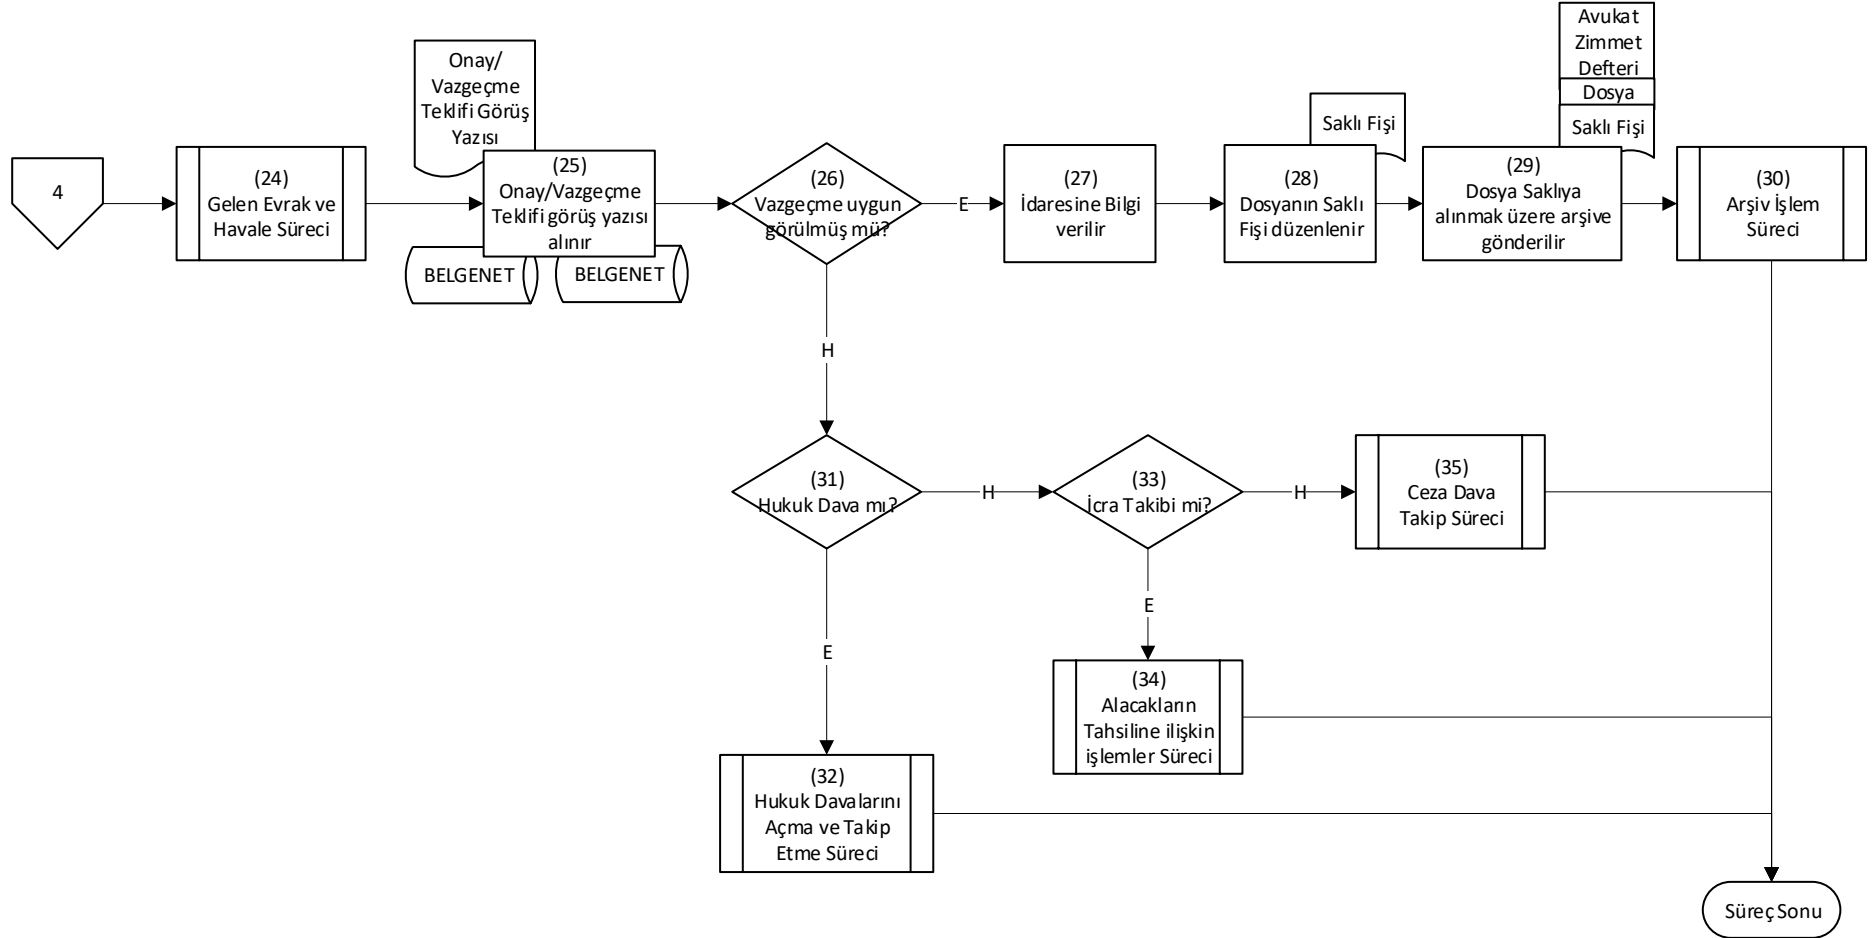 4
(24)
Gelen Evrak ve
Havale Süreci
Onay/
Vazgeçme
Teklifi Görüş
Yazısı
(25)
Onay/Vazgeçme
Teklifi görüş yazısı
alınır
BELGENET
BELGENET
(26)
Vazgeçme uygun
görülmüş mü?
E
(27)
İdaresine Bilgi
verilir
Saklı Fişi
(28)
Dosyanın Saklı
Fişi düzenlenir
Avukat
Zimmet
Defteri
Dosya
Saklı Fişi
(29)
Dosya Saklıya
alınmak üzere arşive
gönderilir
(30)
Arşiv İşlem
Süreci
H
(31)
Hukuk Dava mı?
H
(33)
İcra Takibi mi?
H
(35)
Ceza Dava
Takip Süreci
E
E
(34)
Alacakların
Tahsiline ilişkin
işlemler Süreci
(32)
Hukuk Davalarını
Açma ve Takip
Etme Süreci
Süreç Sonu